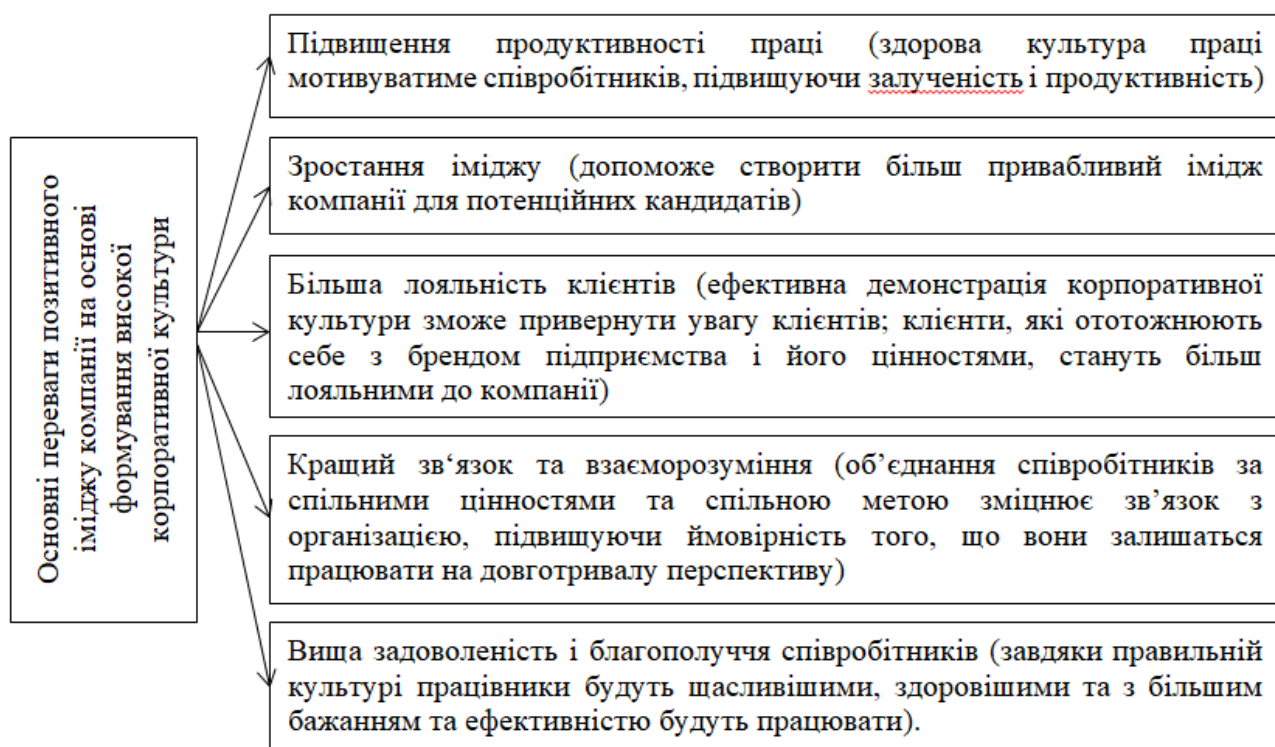 Основні переваги позитивного
іміджу компанії на основі
формування високої
корпоративної культури
Підвищення продуктивності праці (здорова культура праці
мотивуватиме співробітників, підвищуючи залученість і продуктивність)
Зростання іміджу (допоможе створити більш привабливий імідж
компанії для потенційних кандидатів)
Більша лояльність клієнтів (ефективна демонстрація корпоративної
культури зможе привернути увагу клієнтів; клієнти, які ототожнюють
себе з брендом підприємства і його цінностями, стануть більш
лояльними до компанії)
Кращий зв‘язок та взаєморозуміння (об’єднання співробітників за
спільними цінностями та спільною метою зміцнює зв’язок з
організацією, підвищуючи ймовірність того, що вони залишаться
працювати на довготривалу перспективу)
Вища задоволеність і благополуччя співробітників (завдяки правильній
культурі працівники будуть щасливішими, здоровішими та з більшим
бажанням та ефективністю будуть працювати).